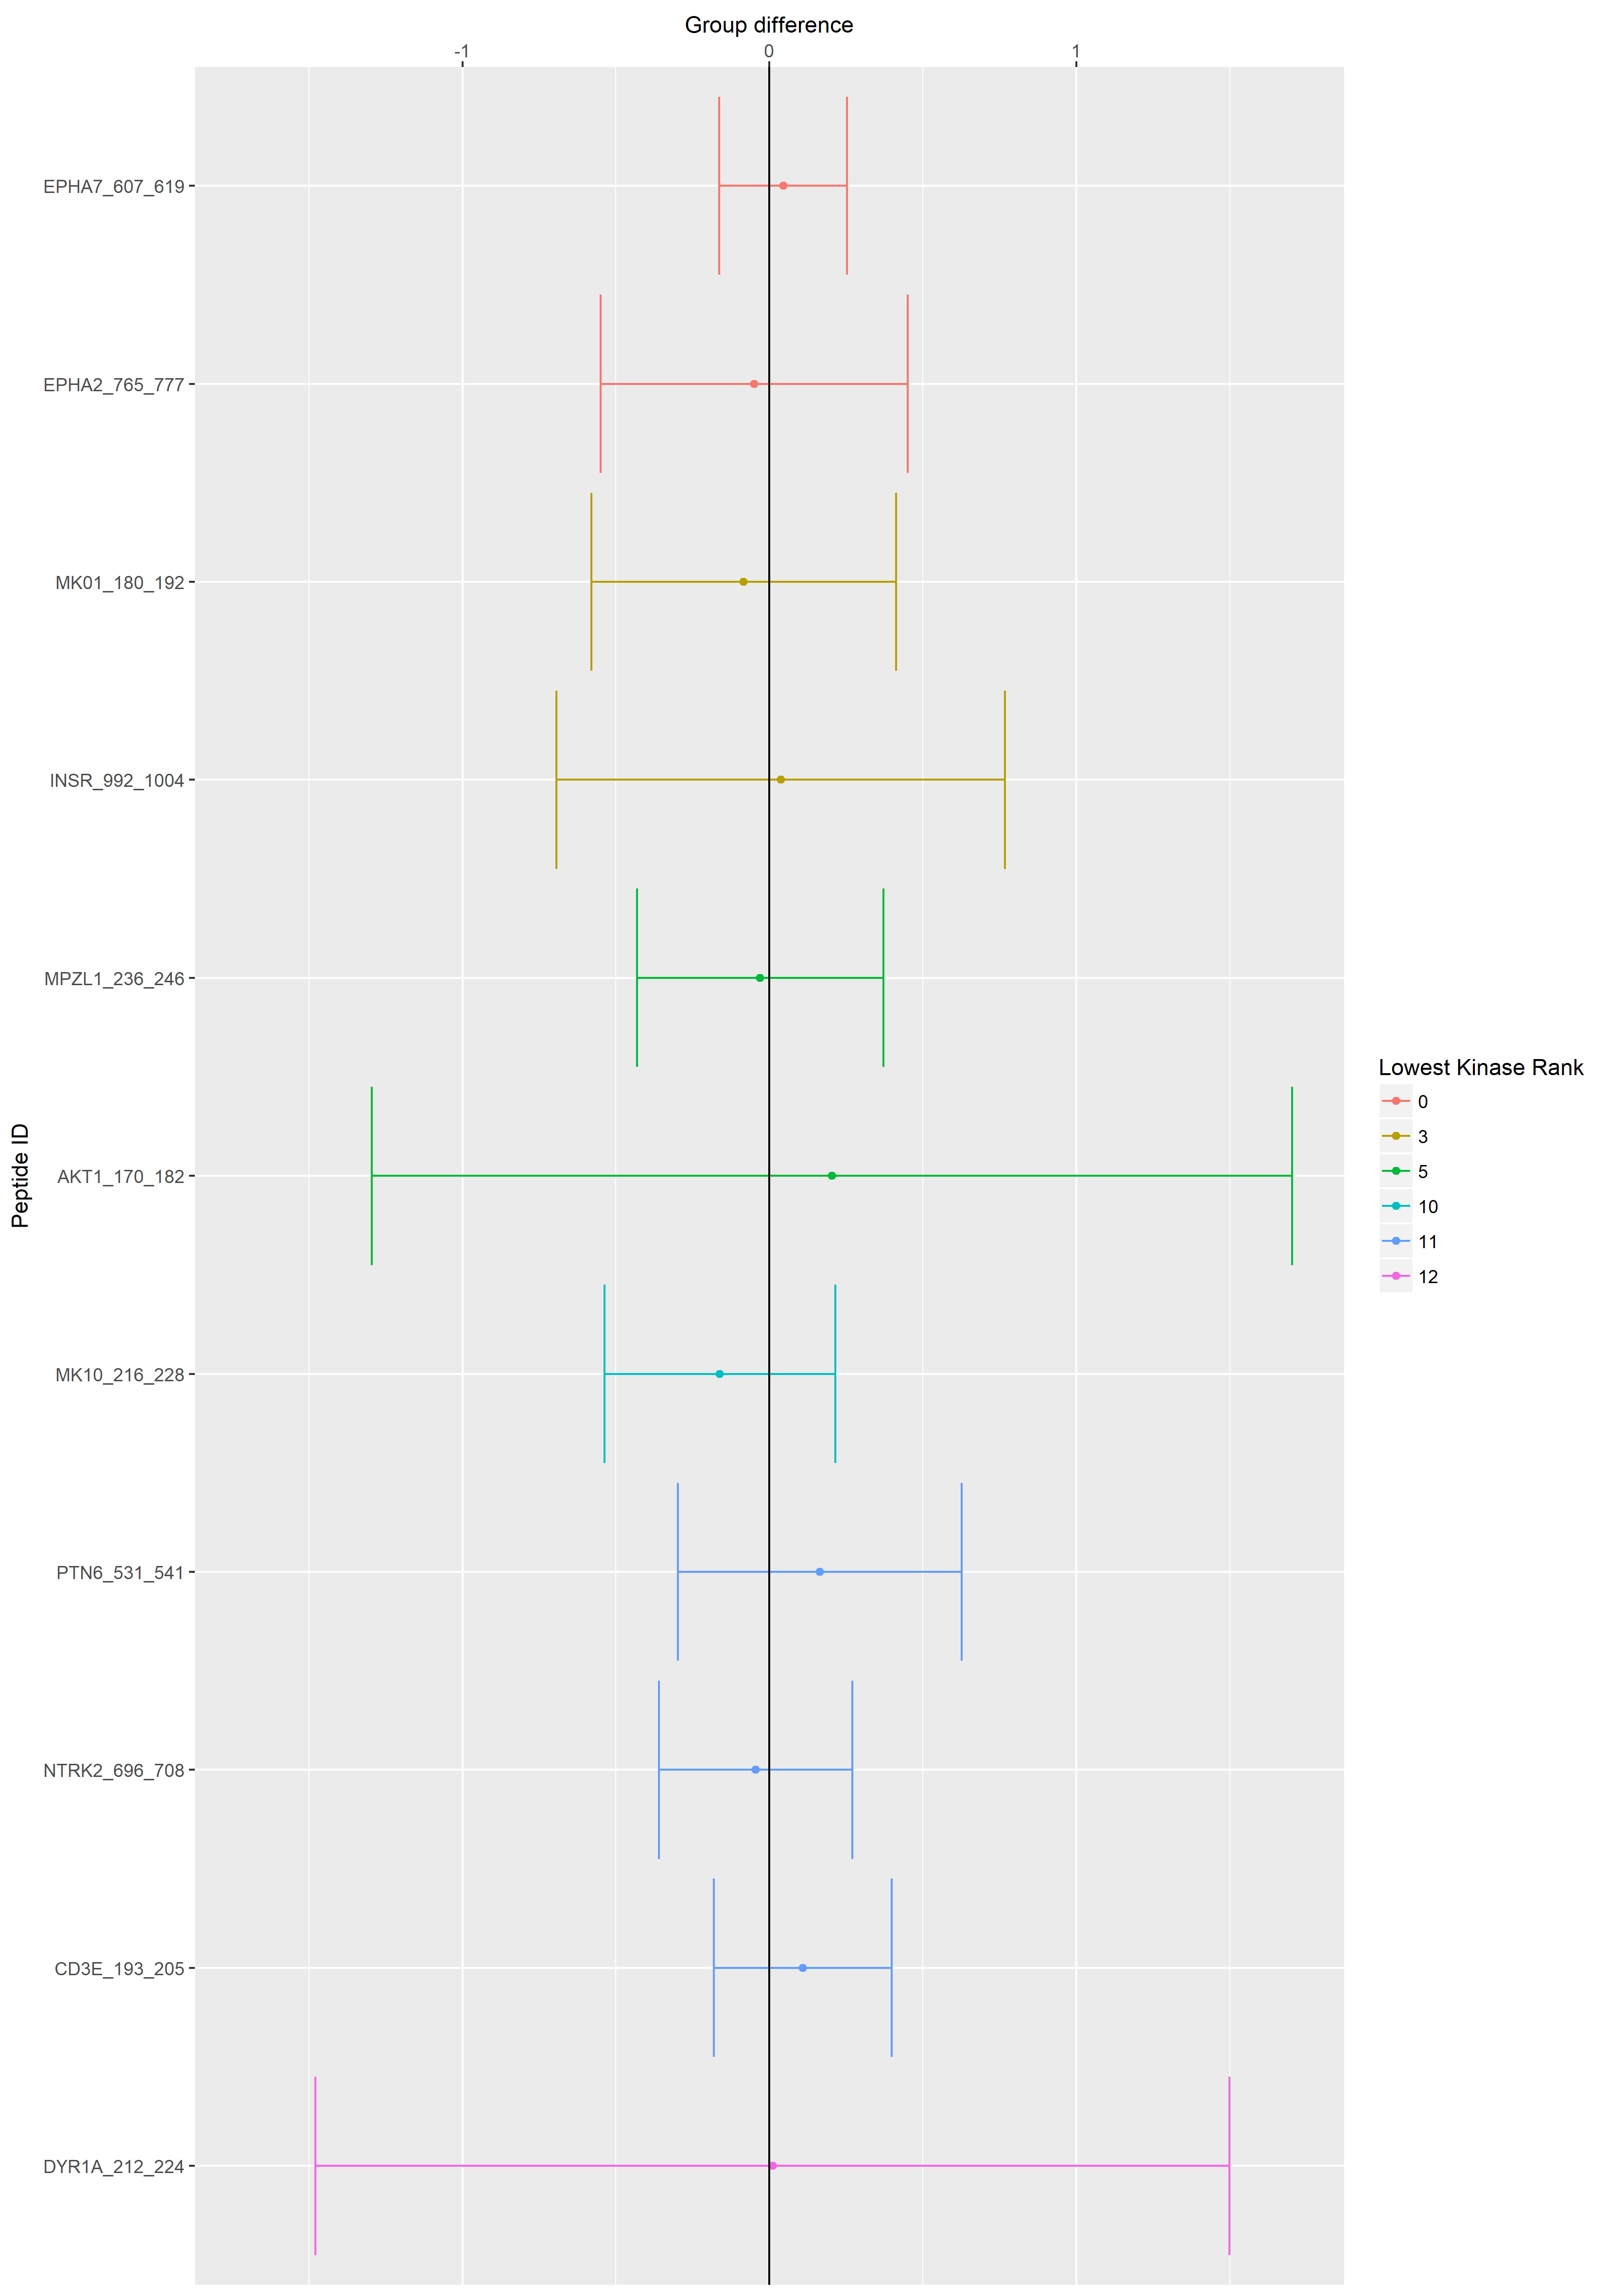 Group difference
-1 0 1
EPHA7_607_619
EPHA2_765_777
MK01_180_192
INSR_992_1004
MPZL1_236_246
AKT1_170_182
MK10_216_228
PTN6_531_541
NTRK2_696_708
CD3E_193_205
DYR1A_212_224
Peptide ID
Lowest Kinase Rank
0
3
5
10
11
12